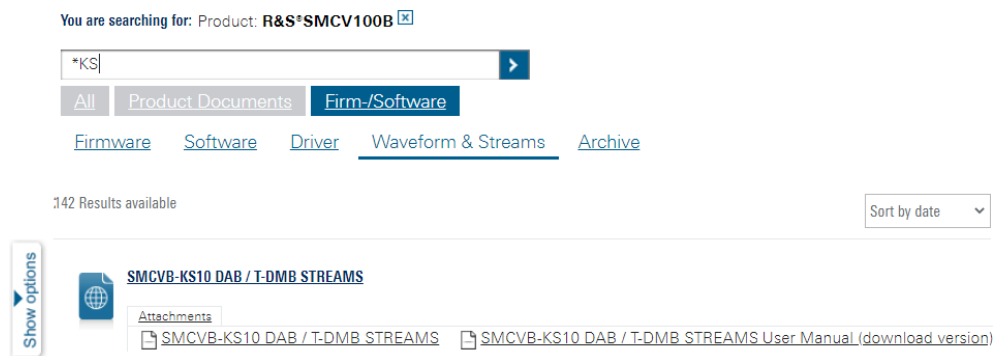 You are searching for: Product: R&S®SMCV100B
*KS
All Product Documents Firm-/Software
Firmware Software Driver Waveform & Streams Archive
142 Results available
Sort by date
Show options
SMCVB-KS10 DAB / T-DMB STREAMS
Attachments
SMCVB-KS10 DAB / T-DMB STREAMS SMCVB-KS10 DAB / T-DMB STREAMS User Manual (download version)